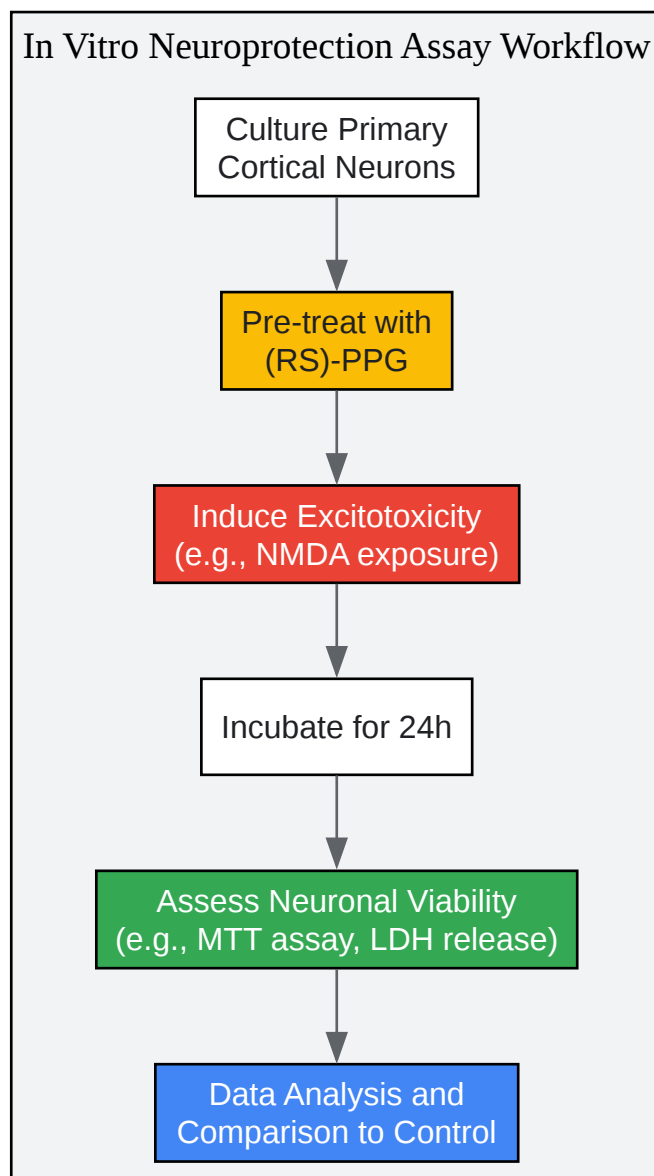 In Vitro Neuroprotection Assay Workflow
Culture Primary
Cortical Neurons
Pre-treat with
(RS)-PPG
Induce Excitotoxicity
(e.g., NMDA exposure)
Incubate for 24h
Assess Neuronal Viability
(e.g., MTT assay, LDH release)
Data Analysis and
Comparison to Control